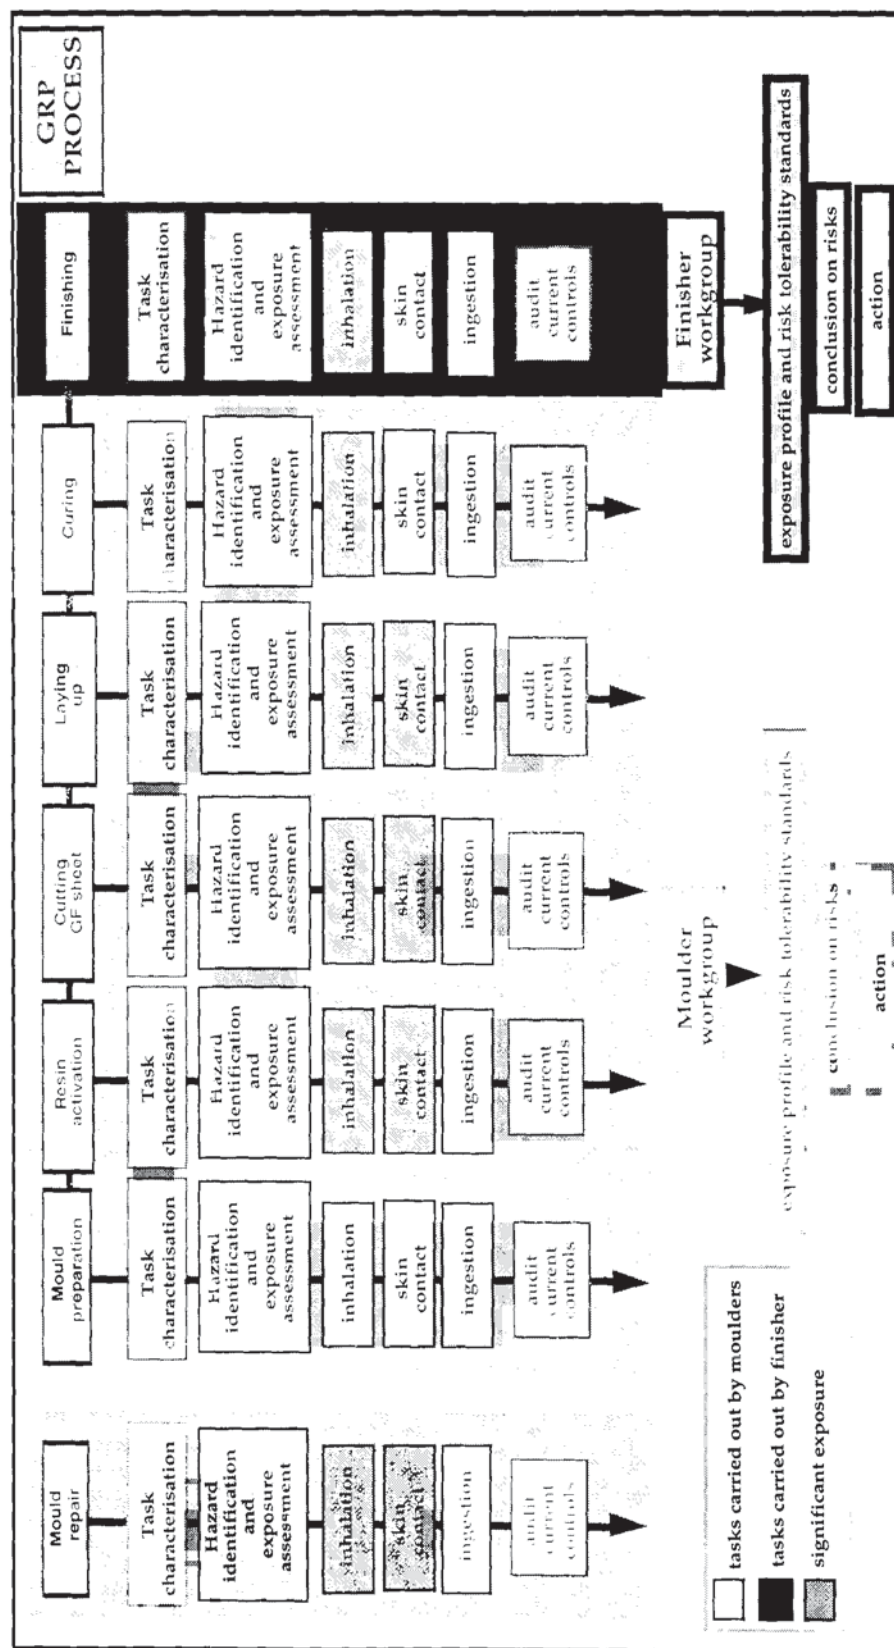 GRP
PROCESS
Mould
repair
Task
characterisation
Hazard
identification
and
exposure
assessment
inhalation
skin
contact
ingestion
audit
current
controls
Mould
preparation
Task
characterisation
Hazard
identification
and
exposure
assessment
inhalation
skin
contact
ingestion
audit
current
controls
Resin
activation
Task
characterisation
Hazard
identification
and
exposure
assessment
inhalation
skin
contact
ingestion
audit
current
controls
Cutting
GF sheet
Task
characterisation
Hazard
identification
and
exposure
assessment
inhalation
skin
contact
ingestion
audit
current
controls
Laying
up
Task
characterisation
Hazard
identification
and
exposure
assessment
inhalation
skin
contact
ingestion
audit
current
controls
Curing
Task
characterisation
Hazard
identification
and
exposure
assessment
inhalation
skin
contact
ingestion
audit
current
controls
Finishing
Task
characterisation
Hazard
identification
and
exposure
assessment
inhalation
skin
contact
ingestion
audit
current
controls
Moulder
workgroup
exposure profile and risk tolerability standards
conclusion on risks
action
Finisher
workgroup
exposure profile and risk tolerability standards
conclusion on risks
action
tasks carried out by moulders
tasks carried out by finisher
significant exposure